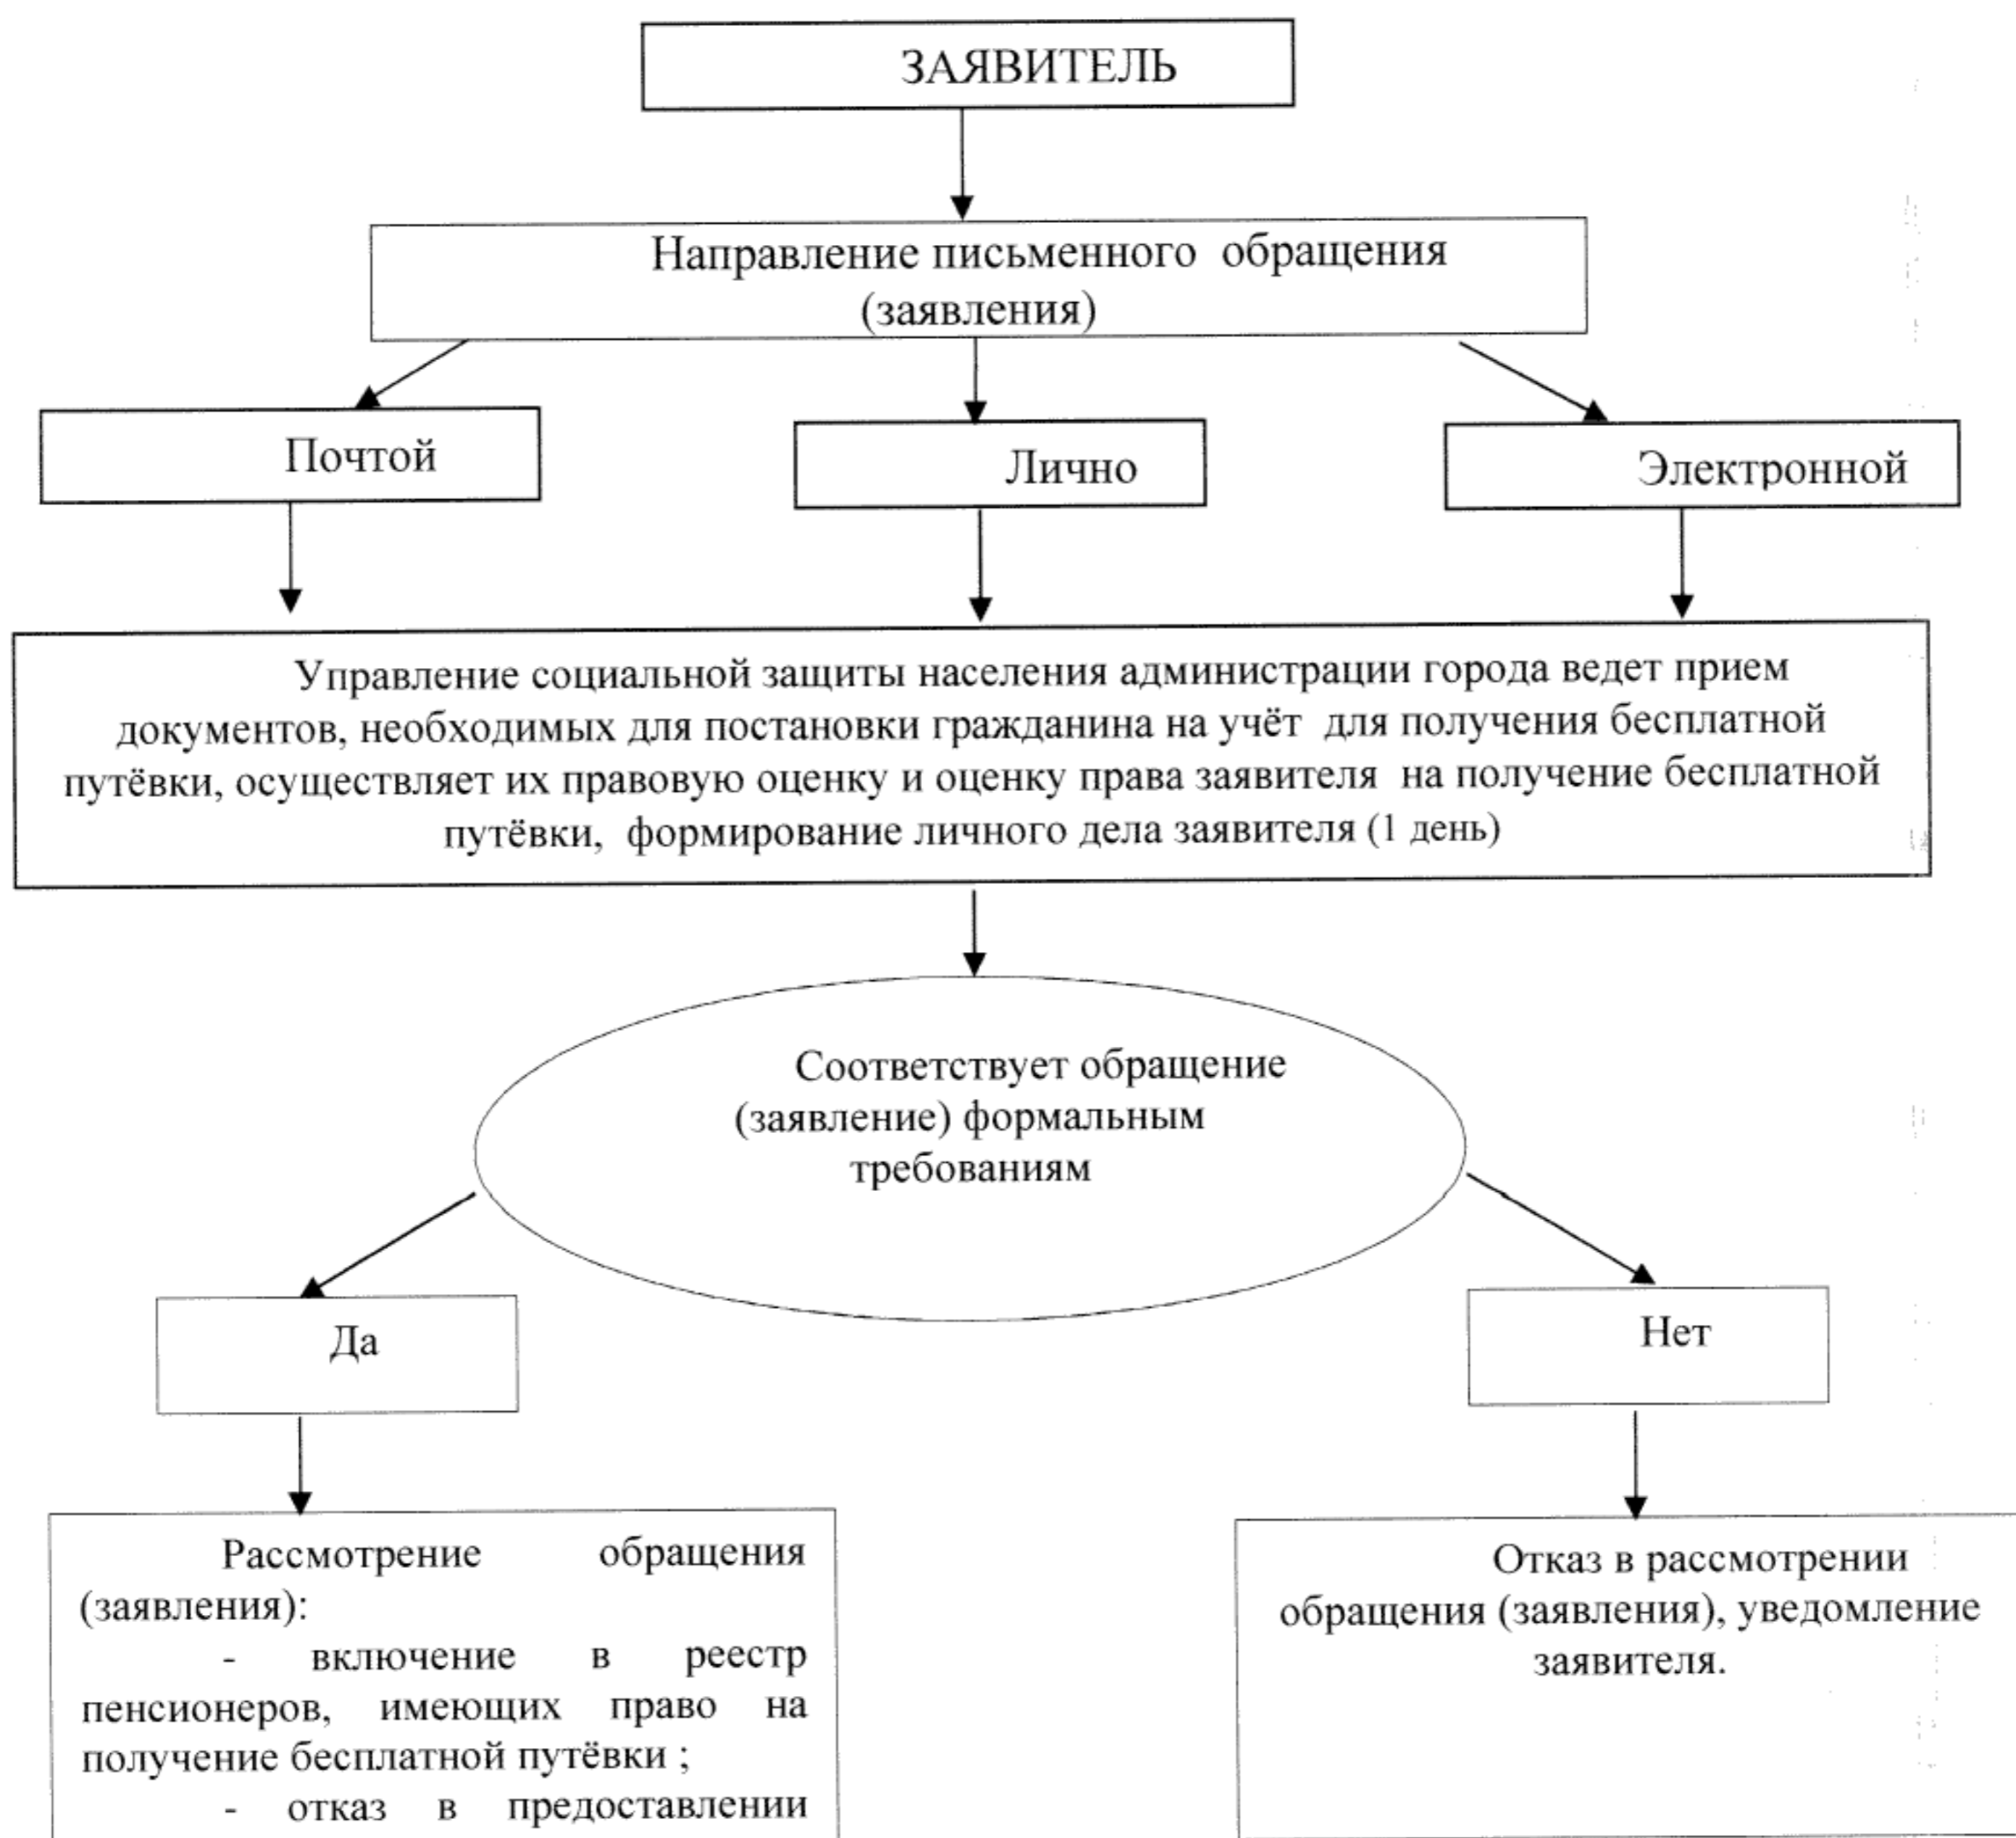 ЗАЯВИТЕЛЬ
Направление письменного обращения
(заявления)
Почтой
Лично
Электронной
Управление социальной защиты населения администрации города ведет прием
документов, необходимых для постановки гражданина на учёт для получения бесплатной
путёвки, осуществляет их правовую оценку и оценку права заявителя на получение бесплатной
путёвки, формирование личного дела заявителя (1 день)
Соответствует обращение
(заявление) формальным
требованиям
Да
Нет
Рассмотрение обращения
(заявления):
- включение в реестр
пенсионеров, имеющих право на
получение бесплатной путёвки ;
- отказ в предоставлении
Отказ в рассмотрении
обращения (заявления), уведомление
заявителя.